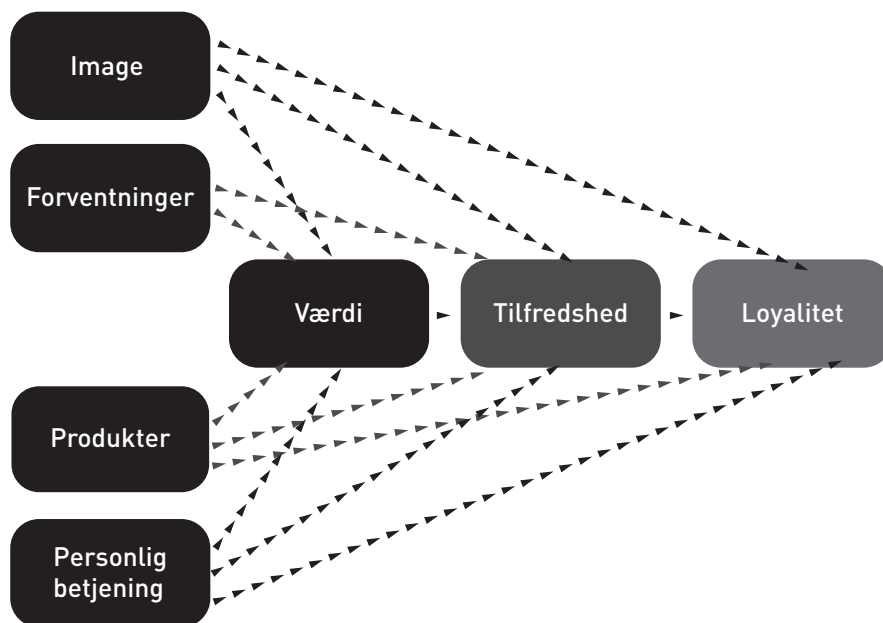 Image
Forventninger
Værdi
Tilfredshed
Loyalitet
Produkter
Personlig
betjening